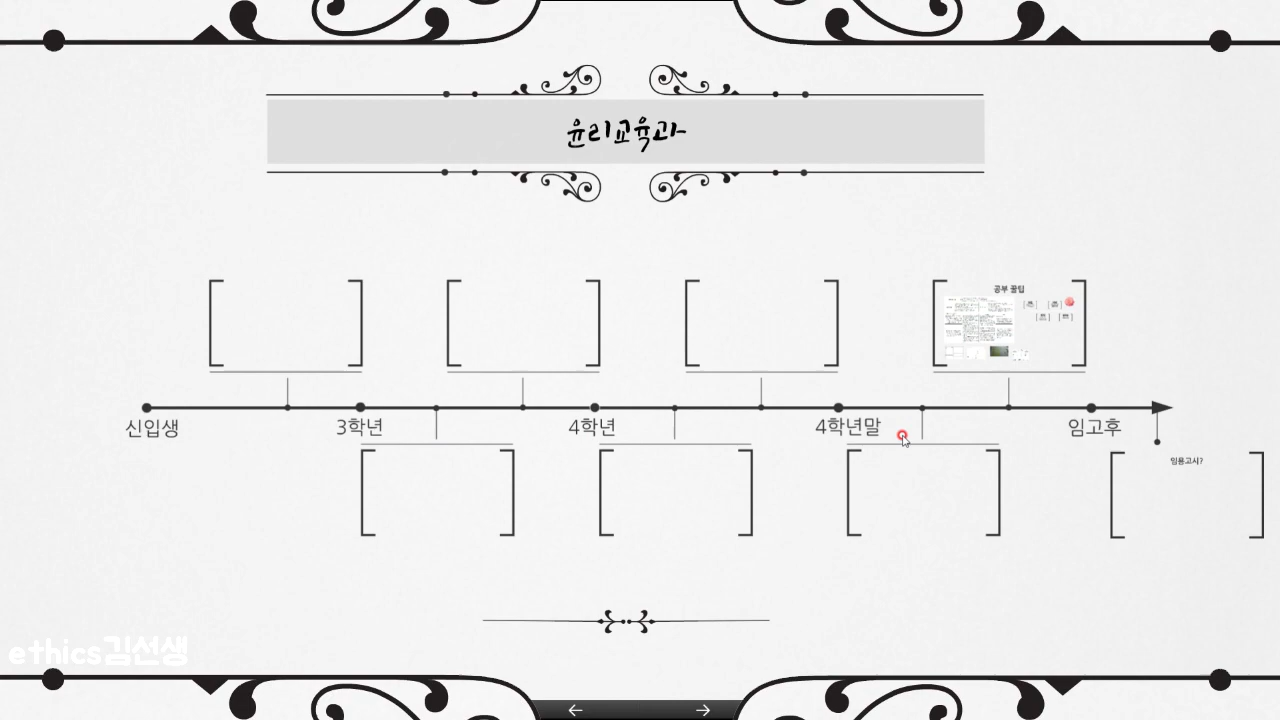 윤리교육과
공부 꿀팁
신입생
3학년
4학년
4학년말
임고후
임용고시?
ethics김선생